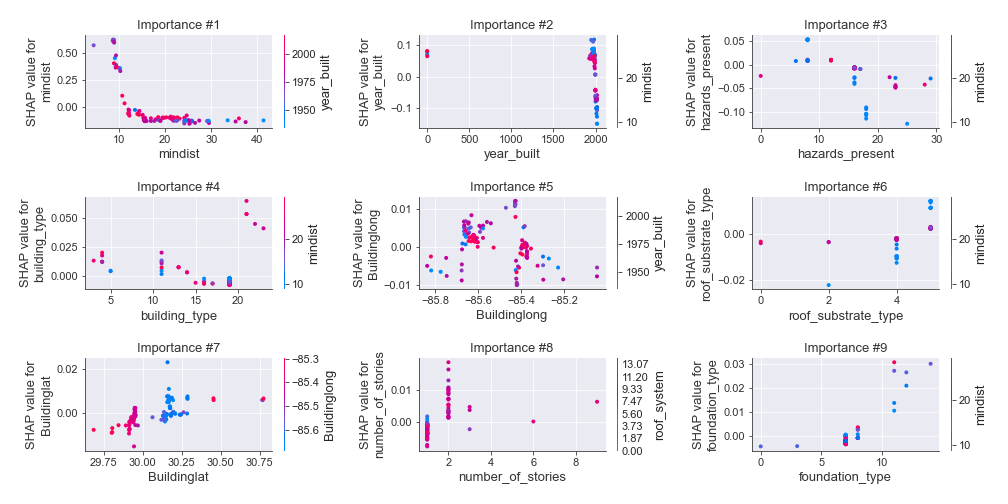 Importance #1
Importance #2
Importance #3
SHAP value for
mindist
0.50
0.25
0.00
10
20
30
40
mindist
2000
1975
1950
year_built
SHAP value for
year_built
0.1
0.0
−0.1
0
500
1000
1500
2000
year_built
20
10
mindist
SHAP value for
hazards_present
0.05
0.00
−0.05
−0.10
0
10
20
30
hazards_present
20
10
mindist
Importance #4
Importance #5
Importance #6
SHAP value for
building_type
0.050
0.025
0.000
5
10
15
20
building_type
20
10
mindist
SHAP value for
Buildinglong
0.01
0.00
−0.01
−85.8
−85.6
−85.4
−85.2
Buildinglong
2000
1975
1950
year_built
SHAP value for
roof_substrate_type
0.00
−0.02
0
2
4
roof_substrate_type
20
10
mindist
Importance #7
Importance #8
Importance #9
SHAP value for
Buildinglat
0.02
0.00
29.75
30.00
30.25
30.50
30.75
Buildinglat
−85.3
−85.4
−85.5
−85.6
Buildinglong
SHAP value for
number_of_stories
0.01
0.00
2
4
6
8
number_of_stories
13.07
11.20
9.33
7.47
5.60
3.73
1.87
0.00
roof_system
SHAP value for
foundation_type
0.03
0.02
0.01
0.00
0
5
10
foundation_type
20
10
mindist